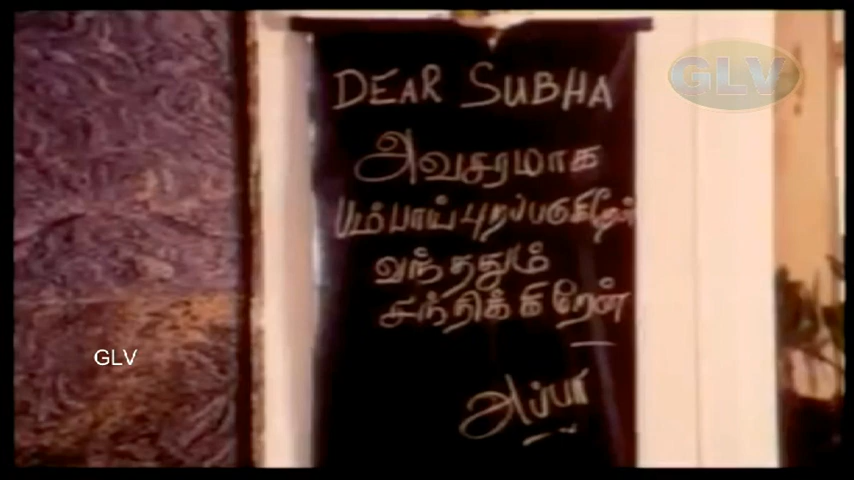 GLV
DEAR SUBHA
அவசரமாக
பம்பாய் புறப்படுகிறேன்
வந்ததும்
சந்திக்கிறேன்
அப்பா
GLV